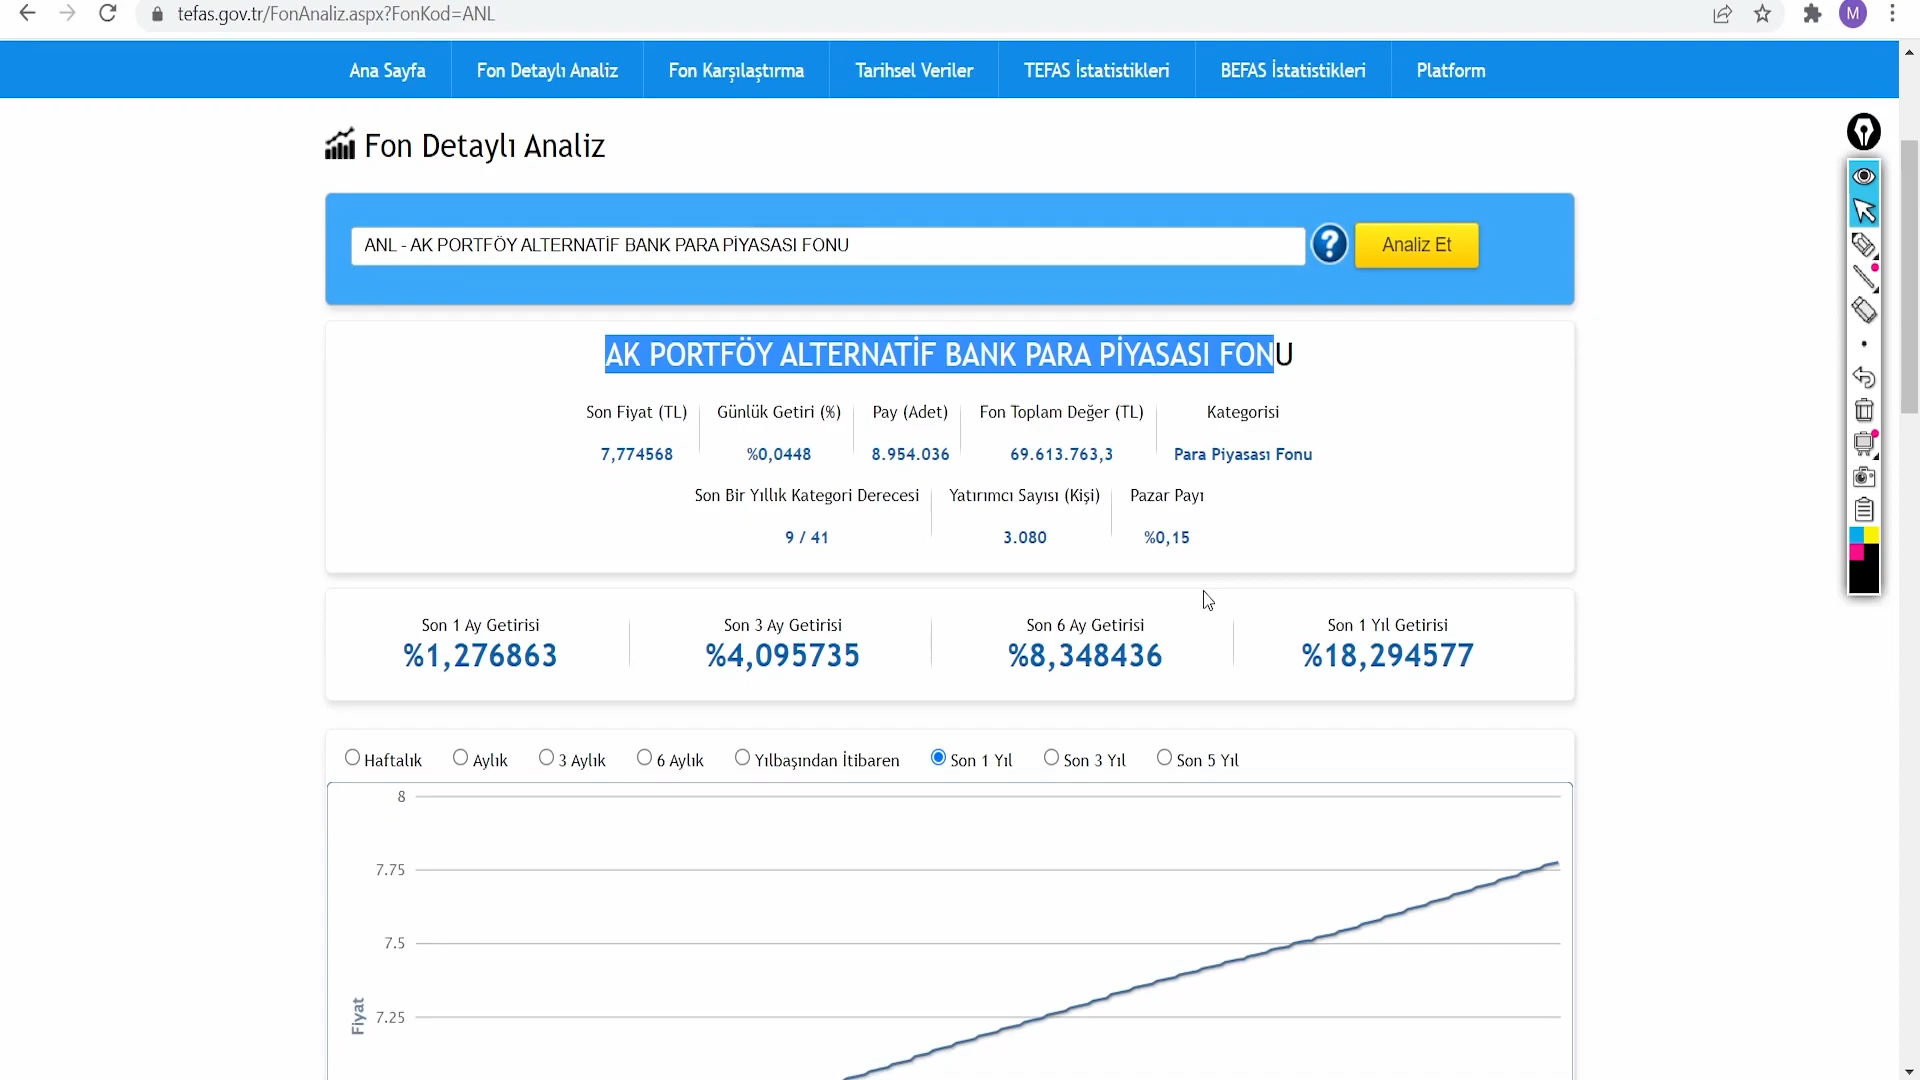 tefas.gov.tr/FonAnaliz.aspx?FonKod=ANL
M
Ana Sayfa Fon Detaylı Analiz Fon Karşılaştırma Tarihsel Veriler TEFAS İstatistikleri BEFAS İstatistikleri Platform
Fon Detaylı Analiz
ANL - AK PORTFÖY ALTERNATİF BANK PARA PİYASASI FONU
? Analiz Et
AK PORTFÖY ALTERNATİF BANK PARA PİYASASI FONU
Son Fiyat (TL) Günlük Getiri (%) Pay (Adet) Fon Toplam Değer (TL) Kategorisi
7,774568 %0,0448 8.954.036 69.613.763,3 Para Piyasası Fonu
Son Bir Yıllık Kategori Derecesi Yatırımcı Sayısı (Kişi) Pazar Payı
9 / 41 3.080 %0,15
Son 1 Ay Getirisi Son 3 Ay Getirisi Son 6 Ay Getirisi Son 1 Yıl Getirisi
%1,276863 %4,095735 %8,348436 %18,294577
Haftalık Aylık 3 Aylık 6 Aylık Yılbaşından İtibaren Son 1 Yıl Son 3 Yıl Son 5 Yıl
8
7.75
7.5
7.25
Fiyat